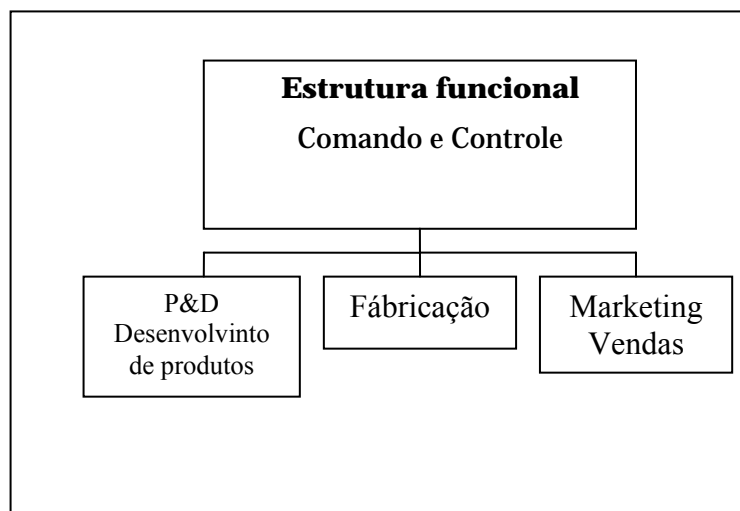 Estrutura funcional
Comando e Controle
P&D
Desenvolvinto
de produtos
Fábricação
Marketing
Vendas